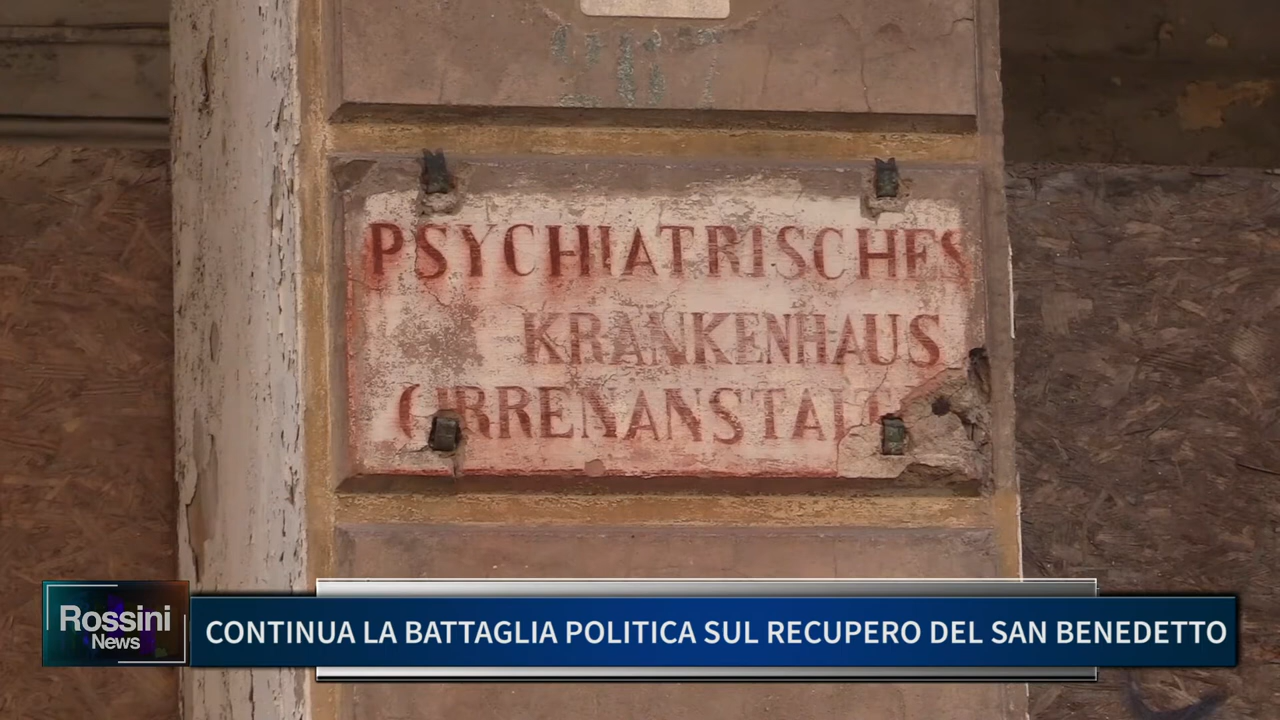 PSYCHIATRISCHES
KRANKENHAUS
(IRRENANSTALT
Rossini
News
CONTINUA LA BATTAGLIA POLITICA SUL RECUPERO DEL SAN BENEDETTO